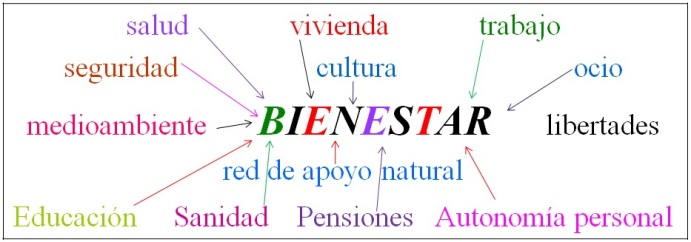 salud vivienda trabajo
seguridad cultura ocio
medioambiente BIENESTAR libertades
red de apoyo natural
Educación Sanidad Pensiones Autonomía personal